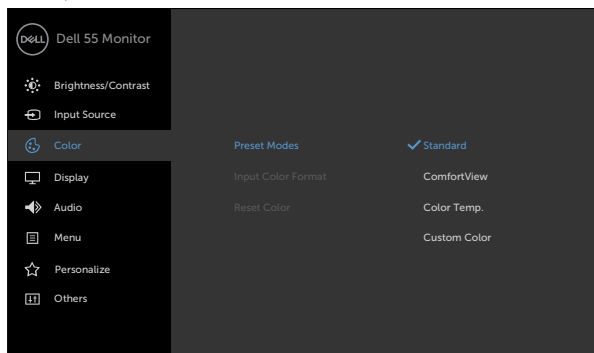 DELL Dell 55 Monitor
Brightness/Contrast
Input Source
Color Preset Modes Standard
Display Input Color Format ComfortView
Audio Reset Color Color Temp.
Menu Custom Color
Personalize
Others